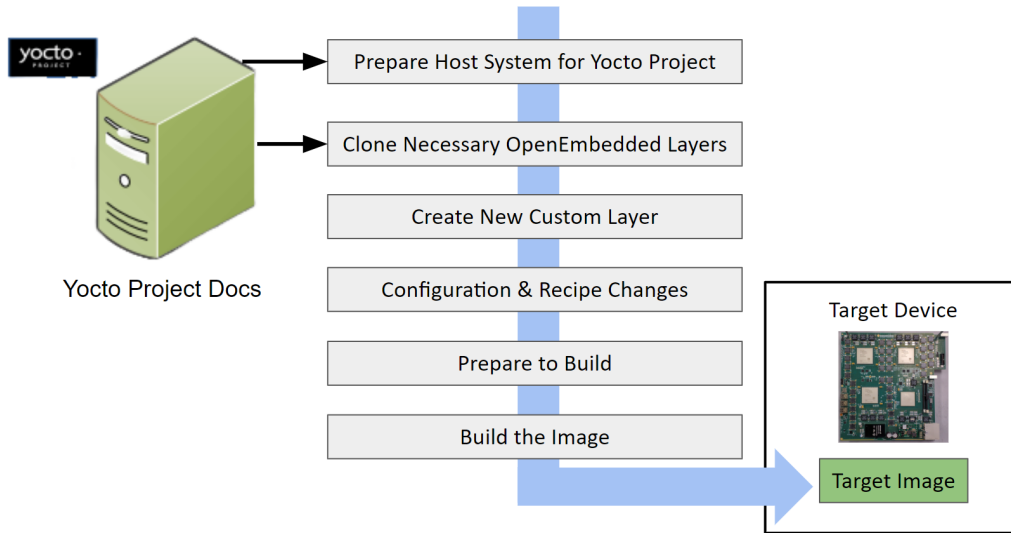 yocto ·
PROJECT
Prepare Host System for Yocto Project
Clone Necessary OpenEmbedded Layers
Create New Custom Layer
Yocto Project Docs
Configuration & Recipe Changes
Prepare to Build
Build the Image
Target Device
Target Image